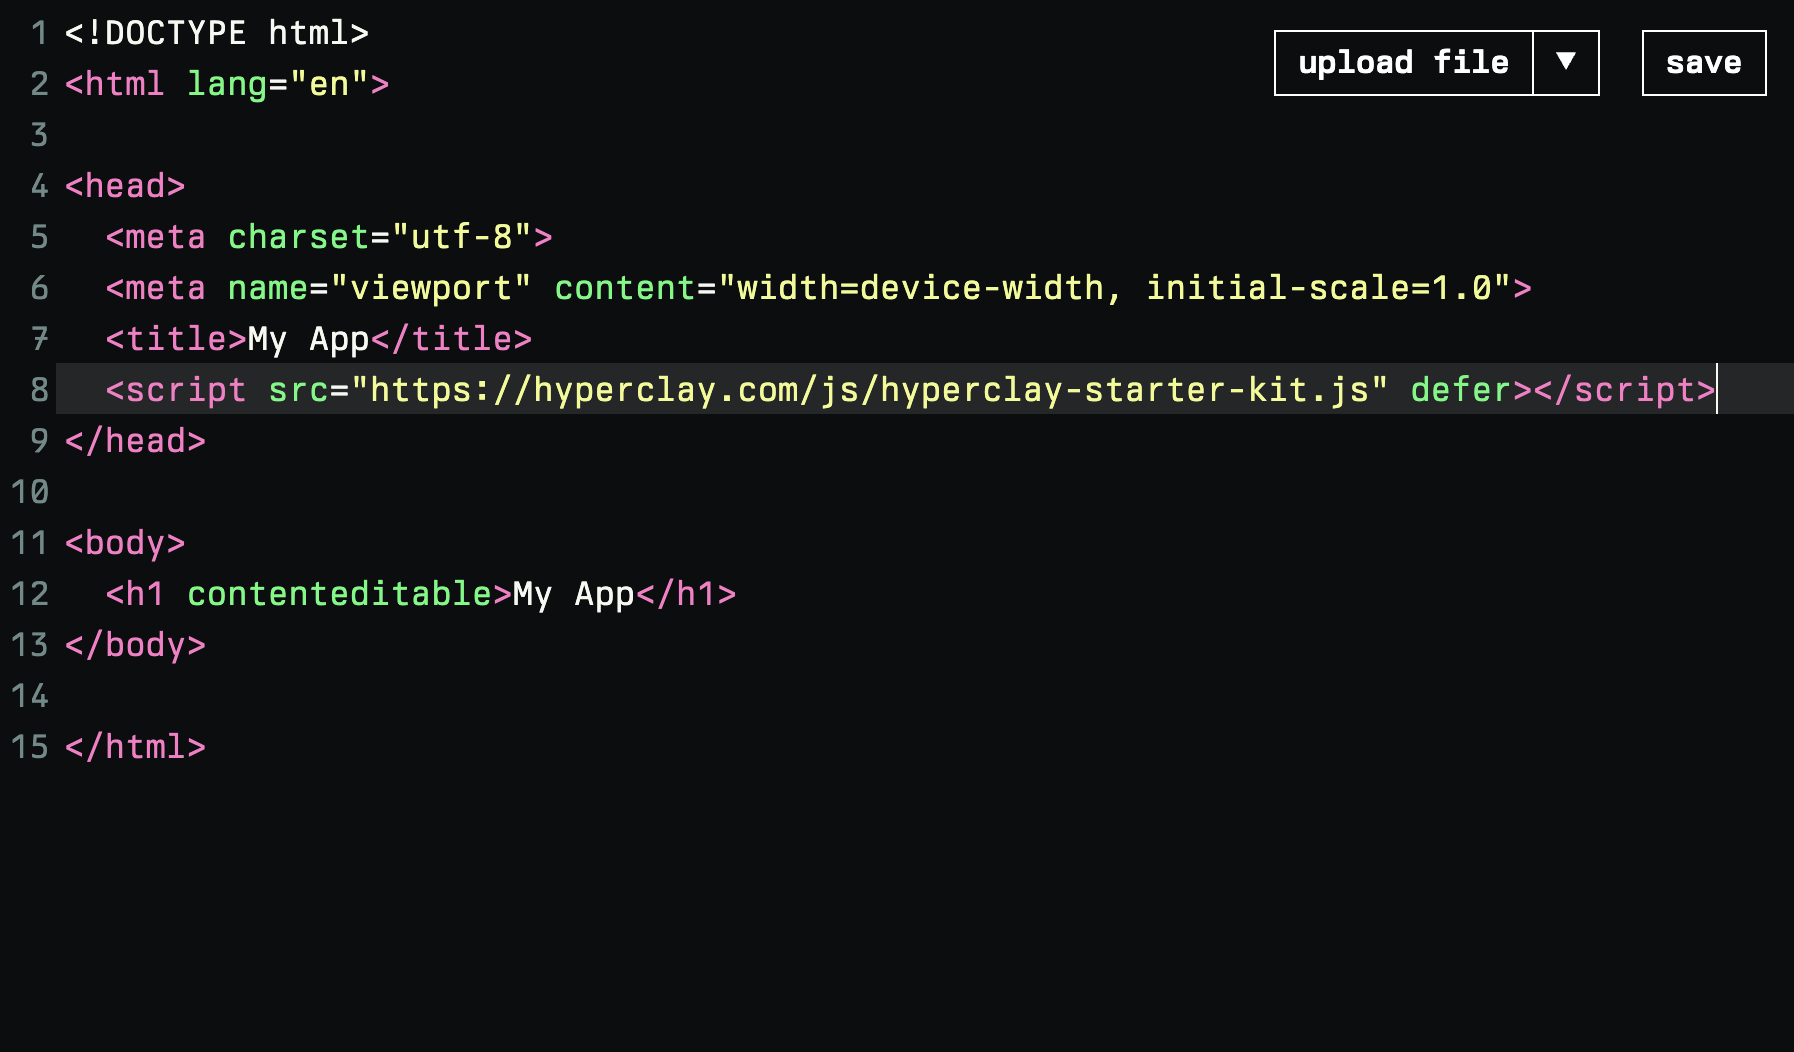 1 <!DOCTYPE html>
2 <html lang="en">
3
4 <head>
5   <meta charset="utf-8">
6   <meta name="viewport" content="width=device-width, initial-scale=1.0">
7   <title>My App</title>
8   <script src="https://hyperclay.com/js/hyperclay-starter-kit.js" defer></script>
9 </head>
10
11 <body>
12   <h1 contenteditable>My App</h1>
13 </body>
14
15 </html>
upload file ▼
save